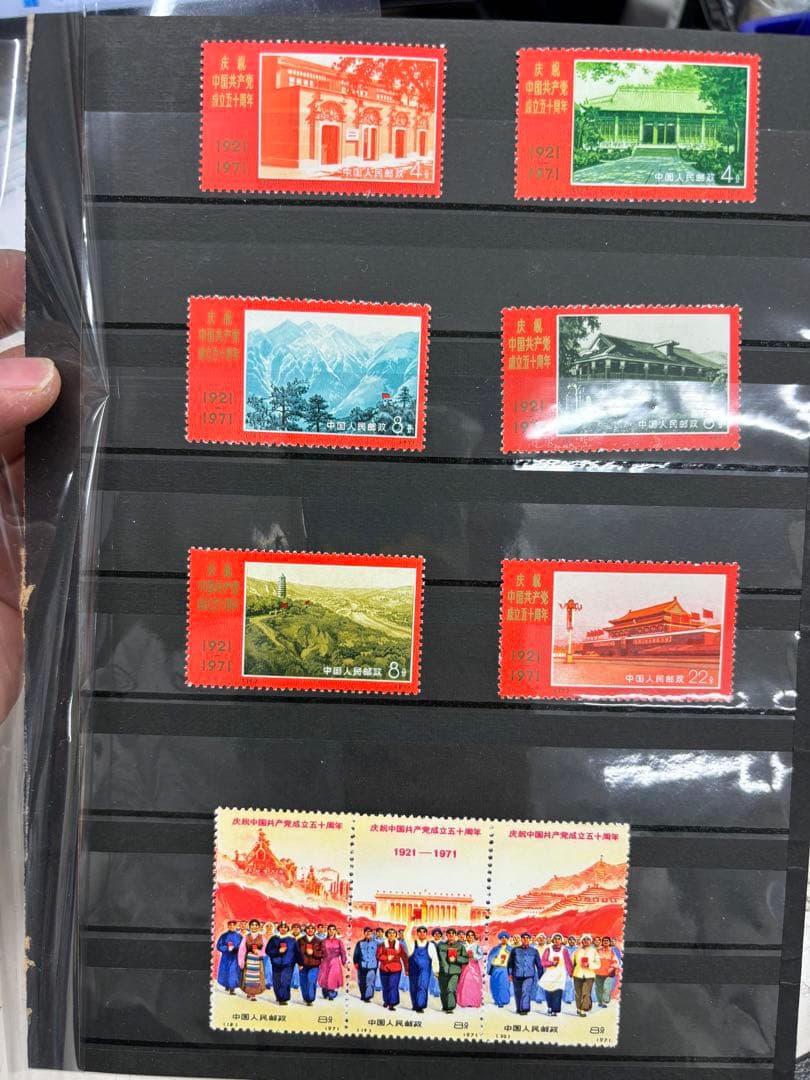 庆祝
中国共产党
成立五十周年
1921
1971
中国人民邮政 4分
庆祝
中国共产党
成立五十周年
1921
1971
中国人民邮政 4分
庆祝
中国共产党
成立五十周年
1921
1971
中国人民邮政 8分
庆祝
中国共产党
成立五十周年
1921
中国人民邮政 8分
庆祝
中国共产党
成立五十周年
1921
1971
中国人民邮政 8分
庆祝
中国共产党
成立五十周年
1921
1971
中国人民邮政 22分
庆祝中国共产党成立五十周年
庆祝中国共产党成立五十周年
1921—1971
庆祝中国共产党成立五十周年
中国人民邮政 8分
(18) 1971
中国人民邮政 8分
(19) 1971
中国人民邮政 8分
(20) 1971